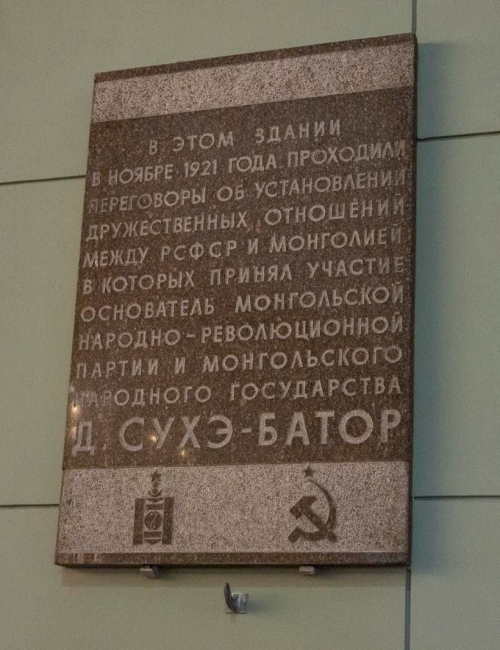 В ЭТОМ ЗДАНИИ
В НОЯБРЕ 1921 ГОДА ПРОХОДИЛИ
ПЕРЕГОВОРЫ ОБ УСТАНОВЛЕНИИ
ДРУЖЕСТВЕННЫХ ОТНОШЕНИЙ
МЕЖДУ РСФСР И МОНГОЛИЕЙ
В КОТОРЫХ ПРИНЯЛ УЧАСТИЕ
ОСНОВАТЕЛЬ МОНГОЛЬСКОЙ
НАРОДНО-РЕВОЛЮЦИОННОЙ
ПАРТИИ И МОНГОЛЬСКОГО
НАРОДНОГО ГОСУДАРСТВА
Д СУХЭ-БАТОР